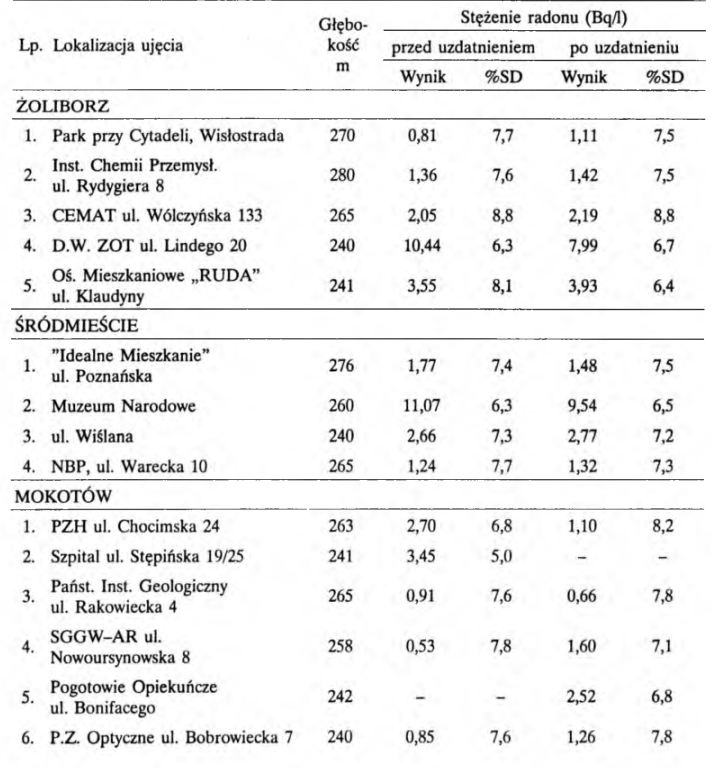 Lp. Lokalizacja ujęcia Głębo- kość m Stężenie radonu (Bq/l)
przed uzdatnieniem po uzdatnieniu
Wynik %SD Wynik %SD
ŻOLIBORZ
1. Park przy Cytadeli, Wisłostrada 270 0,81 7,7 1,11 7,5
2. Inst. Chemii Przemysł.
ul. Rydygiera 8 280 1,36 7,6 1,42 7,5
3. CEMAT ul. Wólczyńska 133 265 2,05 8,8 2,19 8,8
4. D.W. ZOT ul. Lindego 20 240 10,44 6,3 7,99 6,7
5. Oś. Mieszkaniowe „RUDA”
ul. Klaudyny 241 3,55 8,1 3,93 6,4
ŚRÓDMIEŚCIE
1. ”Idealne Mieszkanie”
ul. Poznańska 276 1,77 7,4 1,48 7,5
2. Muzeum Narodowe 260 11,07 6,3 9,54 6,5
3. ul. Wiślana 240 2,66 7,3 2,77 7,2
4. NBP, ul. Warecka 10 265 1,24 7,7 1,32 7,3
MOKOTÓW
1. PZH ul. Chocimska 24 263 2,70 6,8 1,10 8,2
2. Szpital ul. Stępińska 19/25 241 3,45 5,0 – –
3. Państ. Inst. Geologiczny
ul. Rakowiecka 4 265 0,91 7,6 0,66 7,8
4. SGGW–AR ul.
Nowoursynowska 8 258 0,53 7,8 1,60 7,1
5. Pogotowie Opiekuńcze
ul. Bonifacego 242 – – 2,52 6,8
6. P.Z. Optyczne ul. Bobrowiecka 7 240 0,85 7,6 1,26 7,8